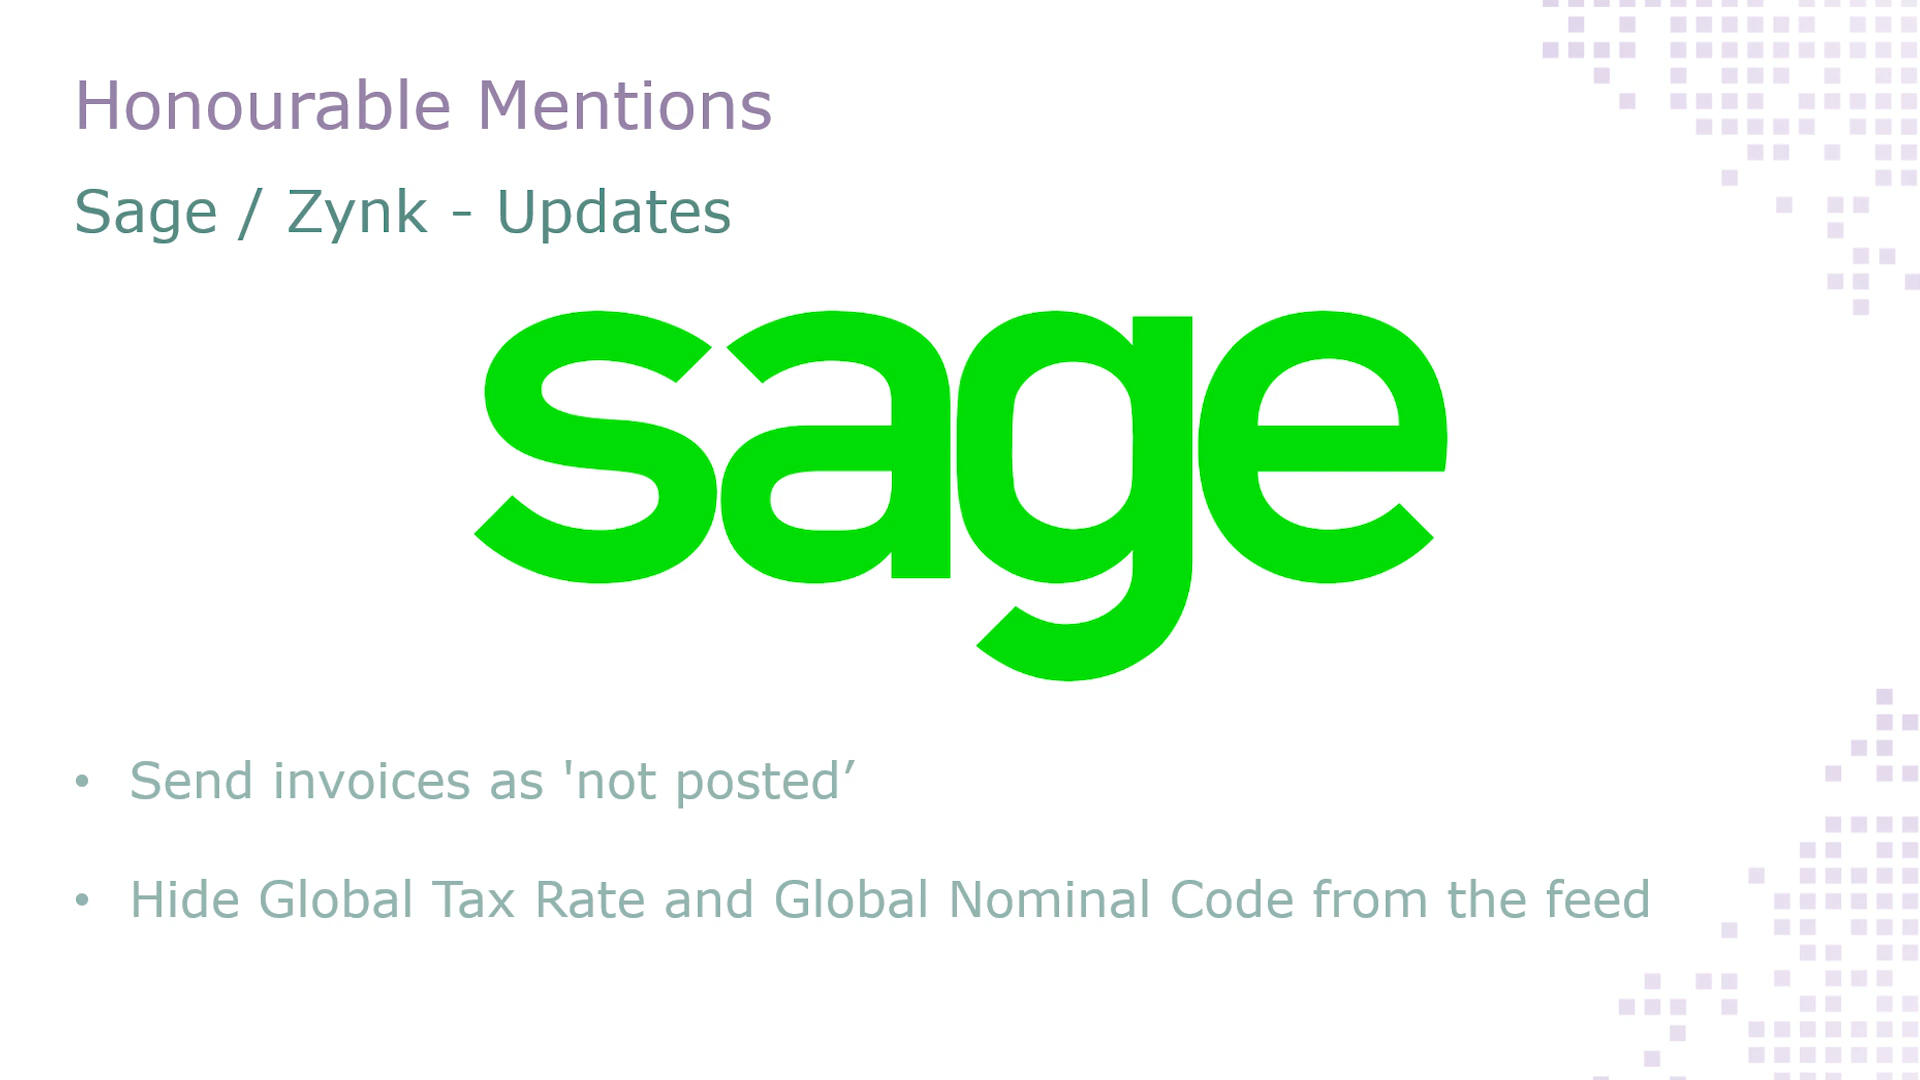 Honourable Mentions
Sage / Zynk - Updates
sage
• Send invoices as 'not posted’
• Hide Global Tax Rate and Global Nominal Code from the feed